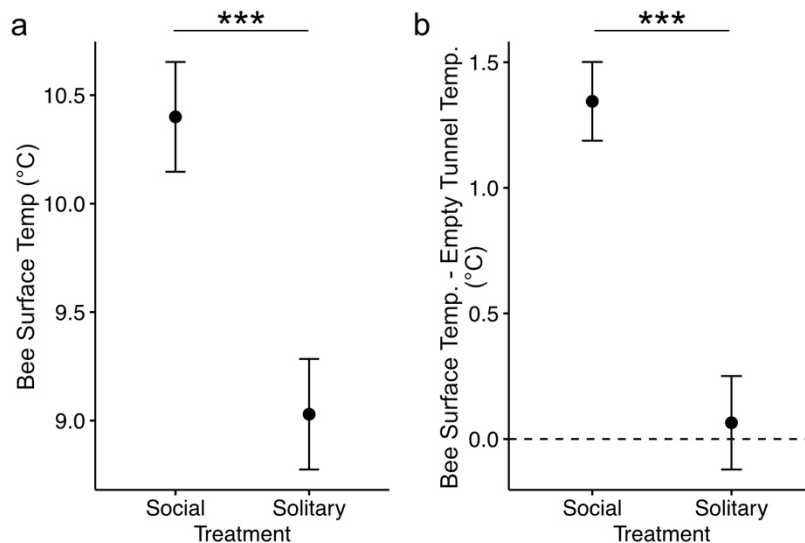 a
***
Bee Surface Temp (°C)
10.5
10.0
9.5
9.0
Social
Solitary
Treatment
b
***
Bee Surface Temp. - Empty Tunnel Temp.
(°C)
1.5
1.0
0.5
0.0
Social
Solitary
Treatment